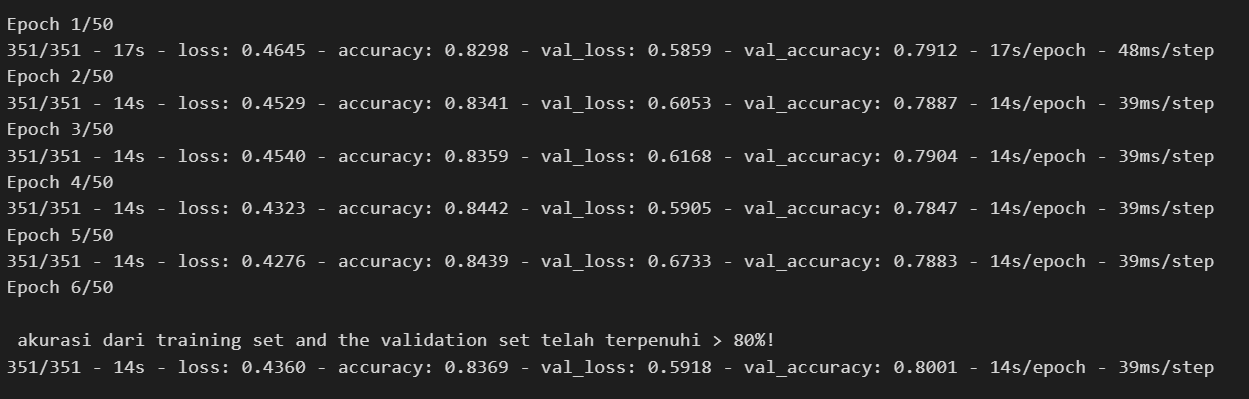 Epoch 1/50
351/351 - 17s - loss: 0.4645 - accuracy: 0.8298 - val_loss: 0.5859 - val_accuracy: 0.7912 - 17s/epoch - 48ms/step
Epoch 2/50
351/351 - 14s - loss: 0.4529 - accuracy: 0.8341 - val_loss: 0.6053 - val_accuracy: 0.7887 - 14s/epoch - 39ms/step
Epoch 3/50
351/351 - 14s - loss: 0.4540 - accuracy: 0.8359 - val_loss: 0.6168 - val_accuracy: 0.7904 - 14s/epoch - 39ms/step
Epoch 4/50
351/351 - 14s - loss: 0.4323 - accuracy: 0.8442 - val_loss: 0.5905 - val_accuracy: 0.7847 - 14s/epoch - 39ms/step
Epoch 5/50
351/351 - 14s - loss: 0.4276 - accuracy: 0.8439 - val_loss: 0.6733 - val_accuracy: 0.7883 - 14s/epoch - 39ms/step
Epoch 6/50
akurasi dari training set and the validation set telah terpenuhi > 80%!
351/351 - 14s - loss: 0.4360 - accuracy: 0.8369 - val_loss: 0.5918 - val_accuracy: 0.8001 - 14s/epoch - 39ms/step